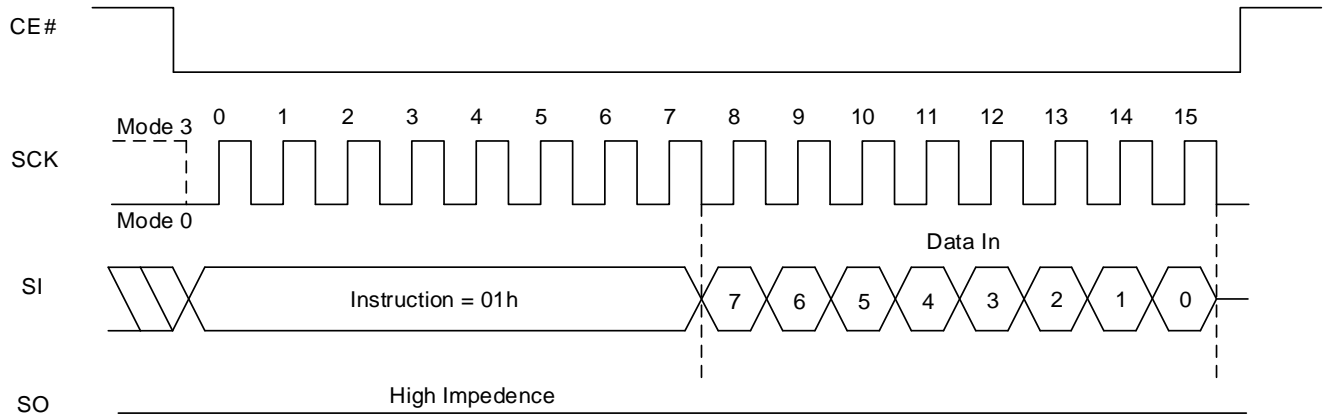 CE#
0 1 2 3 4 5 6 7 8 9 10 11 12 13 14 15
Mode 3
SCK
Mode 0
Data In
SI
Instruction = 01h
7 6 5 4 3 2 1 0
High Impedence
SO